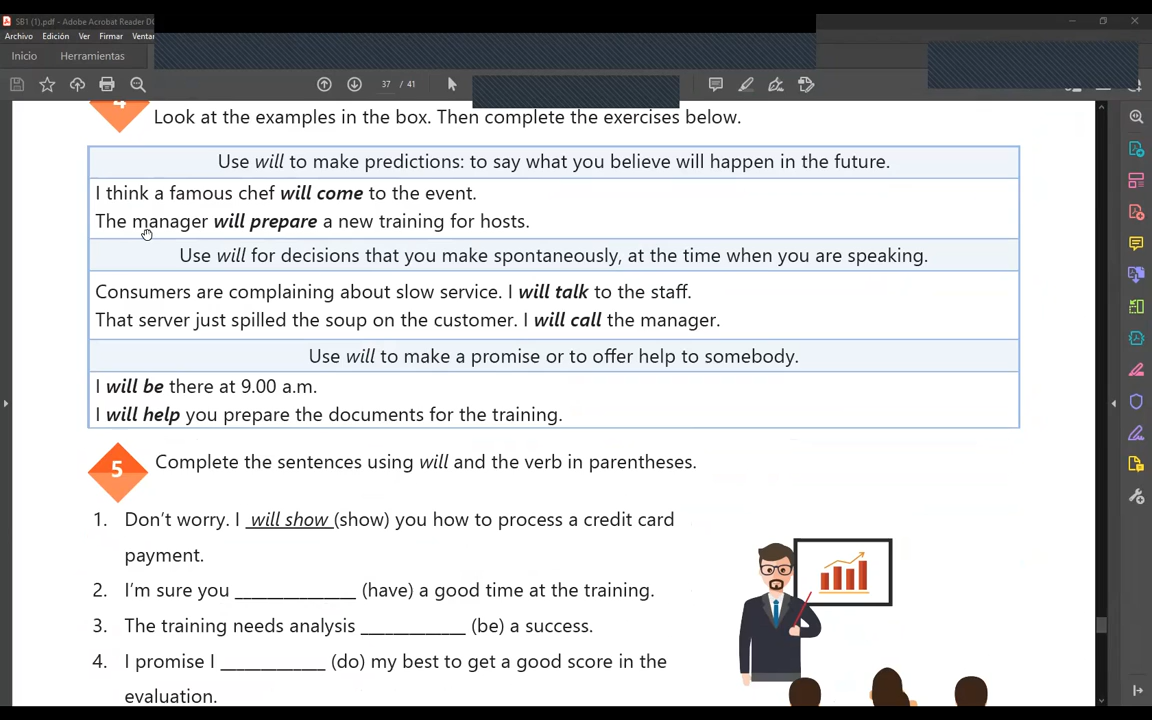 SB1 (1).pdf - Adobe Acrobat Reader DC
Archivo Edición Ver Firmar Ventan
Inicio Herramientas
37 / 41
4
Look at the examples in the box. Then complete the exercises below.
Use will to make predictions: to say what you believe will happen in the future.
I think a famous chef will come to the event.
The manager will prepare a new training for hosts.
Use will for decisions that you make spontaneously, at the time when you are speaking.
Consumers are complaining about slow service. I will talk to the staff.
That server just spilled the soup on the customer. I will call the manager.
Use will to make a promise or to offer help to somebody.
I will be there at 9.00 a.m.
I will help you prepare the documents for the training.
5
Complete the sentences using will and the verb in parentheses.
1. Don't worry. I _will show_(show) you how to process a credit card
payment.
2. I'm sure you _______________ (have) a good time at the training.
3. The training needs analysis _____________ (be) a success.
4. I promise I _____________ (do) my best to get a good score in the
evaluation.